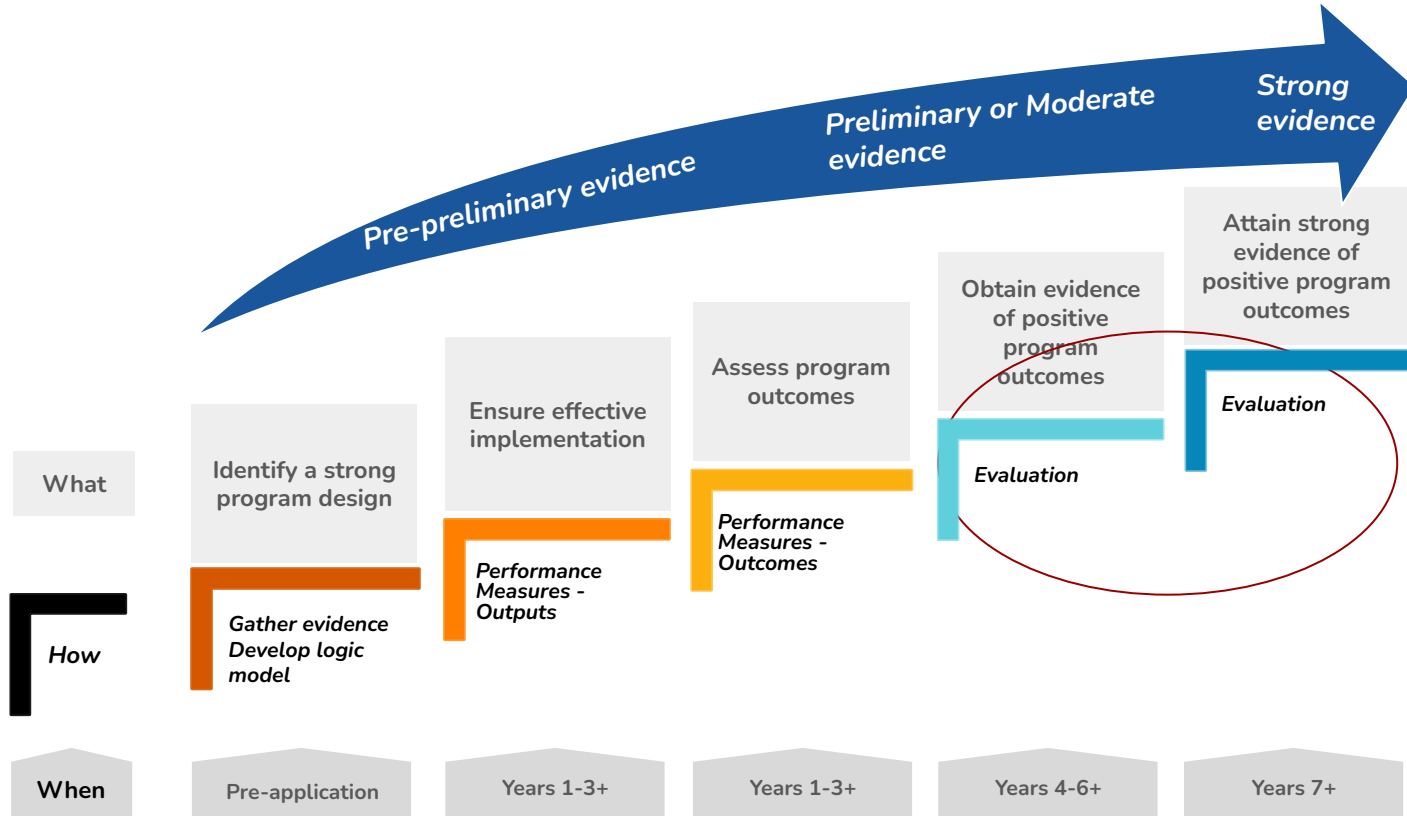 Pre-preliminary evidence
Preliminary or Moderate
evidence
Strong
evidence
What
Identify a strong
program design
Ensure effective
implementation
Assess program
outcomes
Obtain evidence
of positive
program
outcomes
Attain strong
evidence of
positive program
outcomes
How
Gather evidence
Develop logic
model
Performance
Measures -
Outputs
Performance
Measures -
Outcomes
Evaluation
Evaluation
When
Pre-application
Years 1-3+
Years 1-3+
Years 4-6+
Years 7+